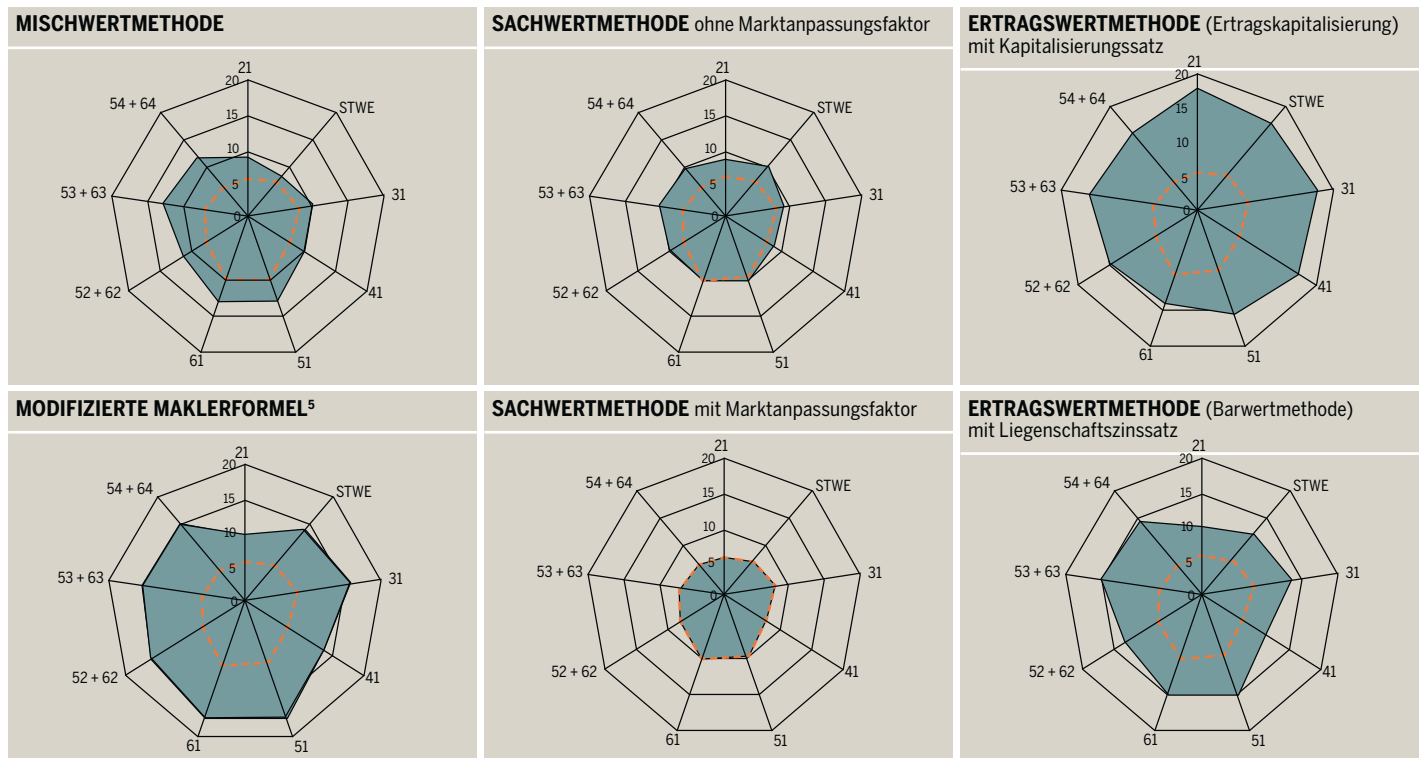 MISCHWERTMETHODE
21
20
STWE
54 + 64
15
10
5
53 + 63
0
31
52 + 62
41
61
51
SACHWERTMETHODE ohne Marktanpassungsfaktor
21
20
STWE
54 + 64
15
10
5
53 + 63
0
31
52 + 62
41
61
51
ERTRAGSWERTMETHODE (Ertragskapitalisierung)
mit Kapitalisierungssatz
21
20
STWE
54 + 64
15
10
5
53 + 63
0
31
52 + 62
41
61
51
MODIFIZIERTE MAKLERFORMEL⁵
21
20
STWE
54 + 64
15
10
5
53 + 63
0
31
52 + 62
41
61
51
SACHWERTMETHODE mit Marktanpassungsfaktor
21
20
STWE
54 + 64
15
10
5
53 + 63
0
31
52 + 62
41
61
51
ERTRAGSWERTMETHODE (Barwertmethode)
mit Liegenschaftszinssatz
21
20
STWE
54 + 64
15
10
5
53 + 63
0
31
52 + 62
41
61
51